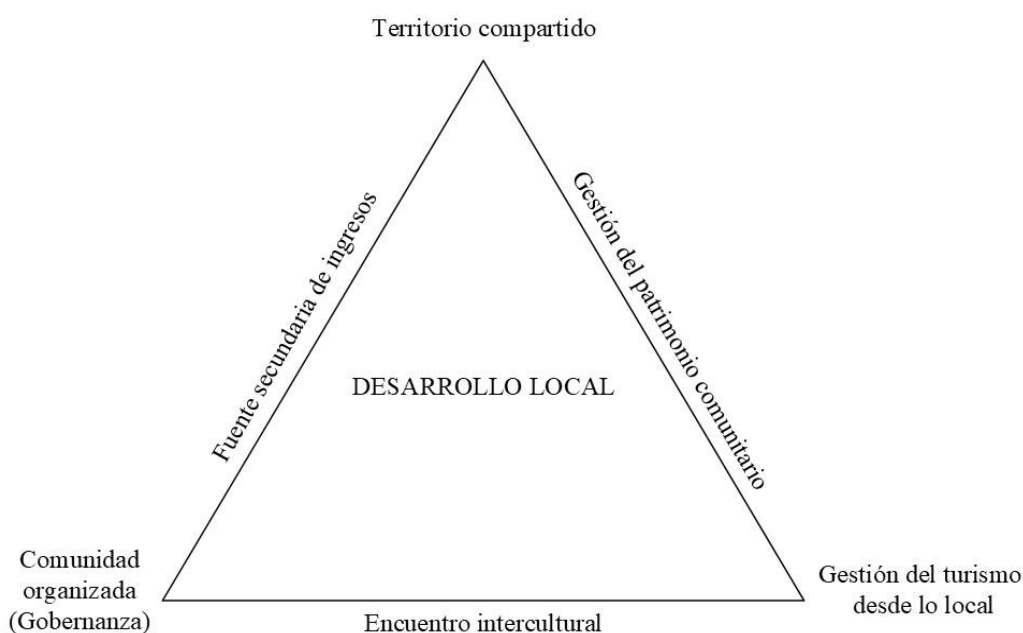 Territorio compartido
Fuente secundaria de ingresos
Gestión del patrimonio comunitario
DESARROLLO LOCAL
Comunidad
organizada
(Gobernanza)
Encuentro intercultural
Gestión del turismo
desde lo local